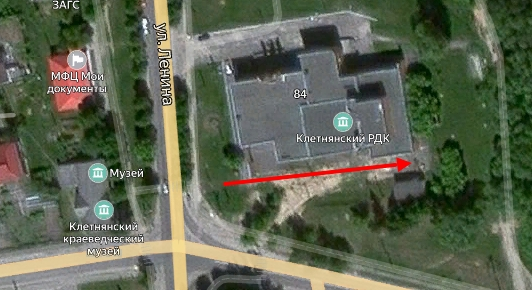 ЗАГС
МФЦ Мои
документы
ул. Ленина
84
Клетнянский РДК
Музей
Клетнянский
краеведческий
музей